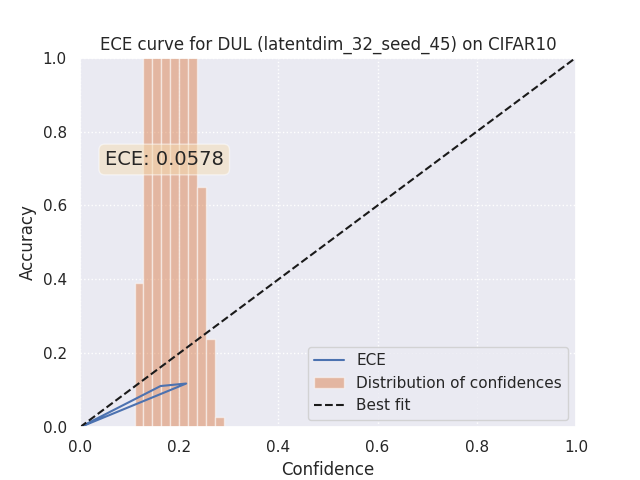 ECE curve for DUL (latentdim_32_seed_45) on CIFAR10
1.0
0.8
ECE: 0.0578
0.6
Accuracy
0.4
0.2
0.0
ECE
Distribution of confidences
Best fit
0.0 0.2 0.4 0.6 0.8 1.0
Confidence